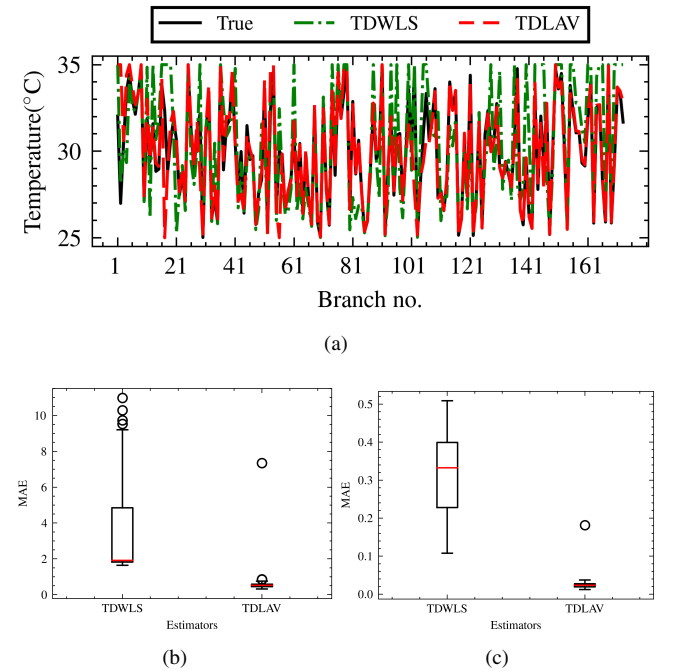 True TDWLS TDLAV
Temperature(°C)
35
30
25
1 21 41 61 81 101 121 141 161
Branch no.
(a)
MAE
10
8
6
4
2
0
TDWLS TDLAV
Estimators
(b)
MAE
0.5
0.4
0.3
0.2
0.1
0.0
TDWLS TDLAV
Estimators
(c)